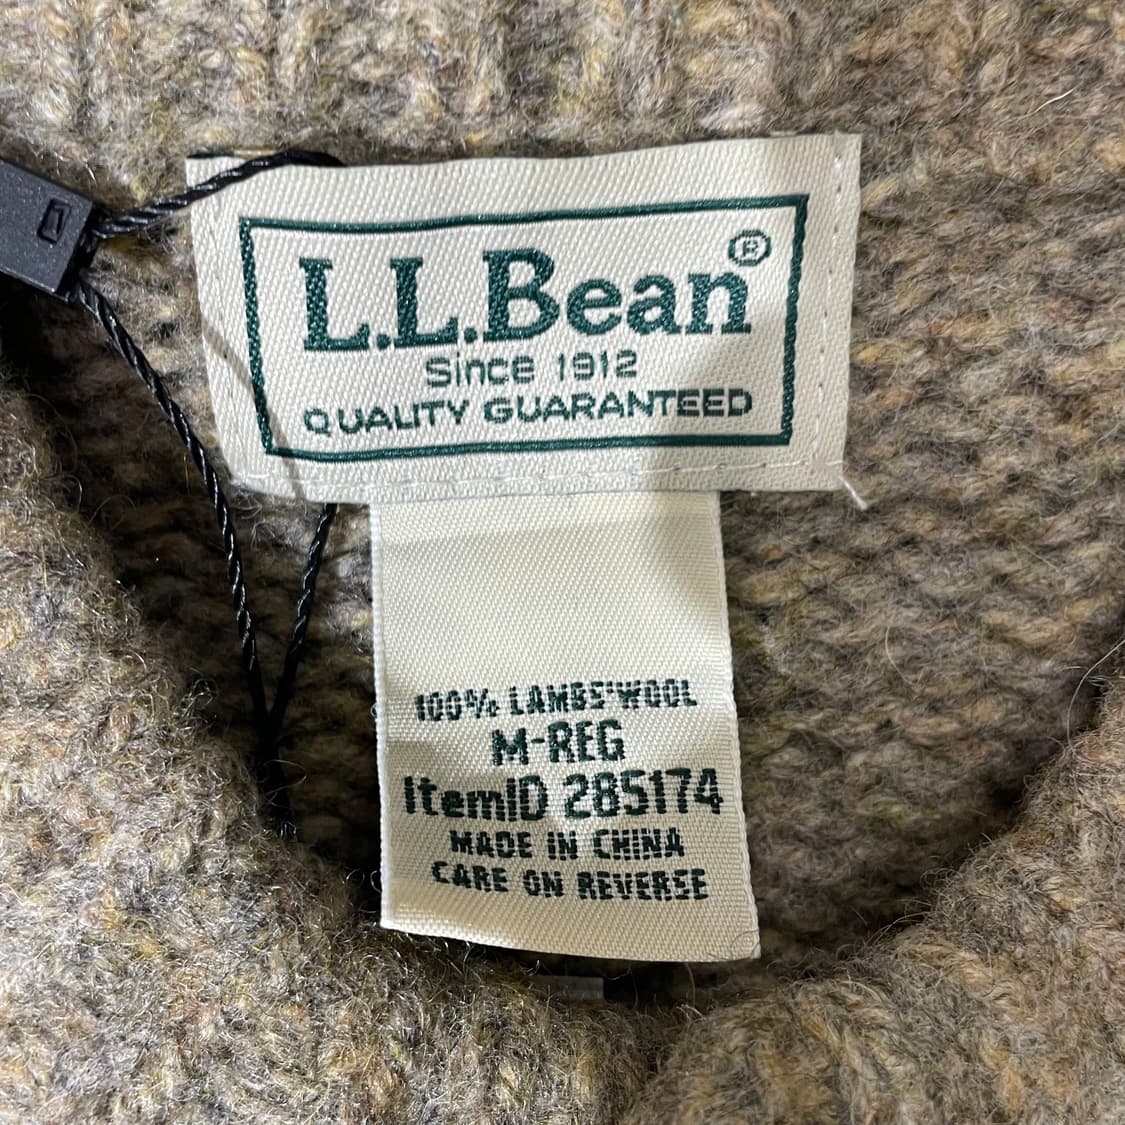 L.L.Bean®
Since 1912
QUALITY GUARANTEED
100% LAMBS'WOOL
M-REG
ItemID 285174
MADE IN CHINA
CARE ON REVERSE